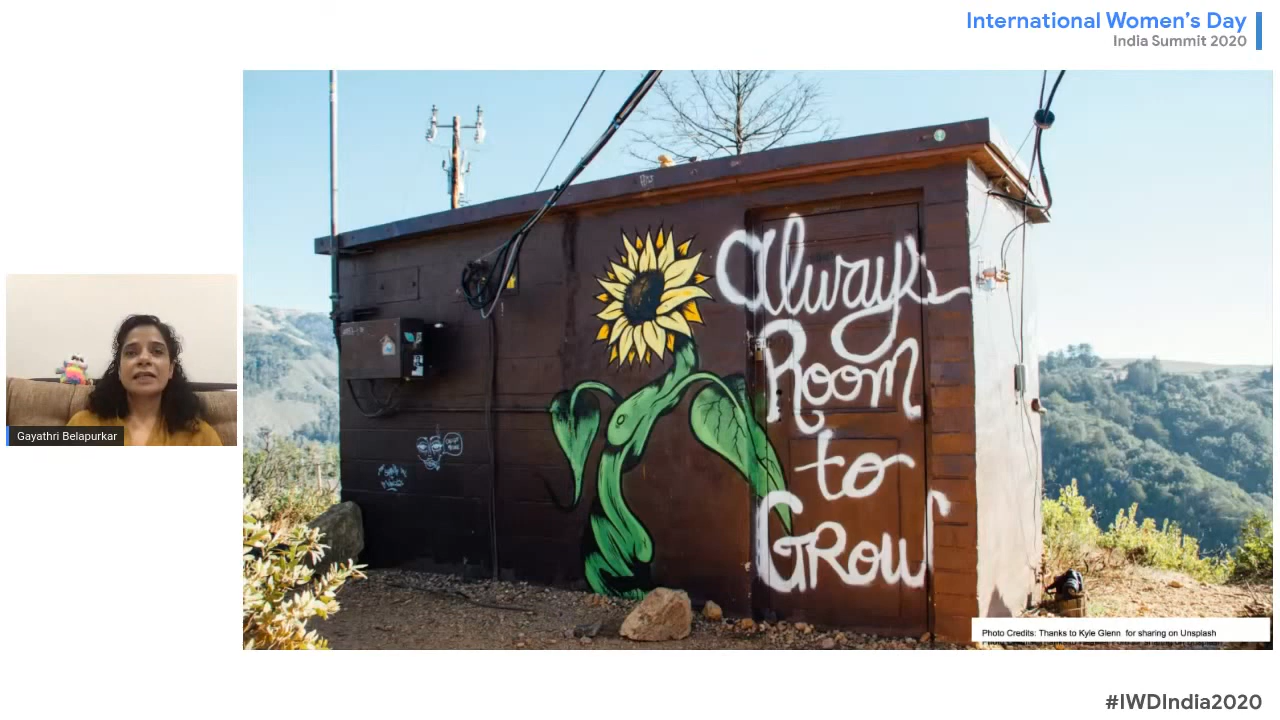 International Women's Day
India Summit 2020
always
Room
to
GROW
Gayathri Belapurkar
Photo Credits: Thanks to Kyle Glenn for sharing on Unsplash
#IWDIndia2020